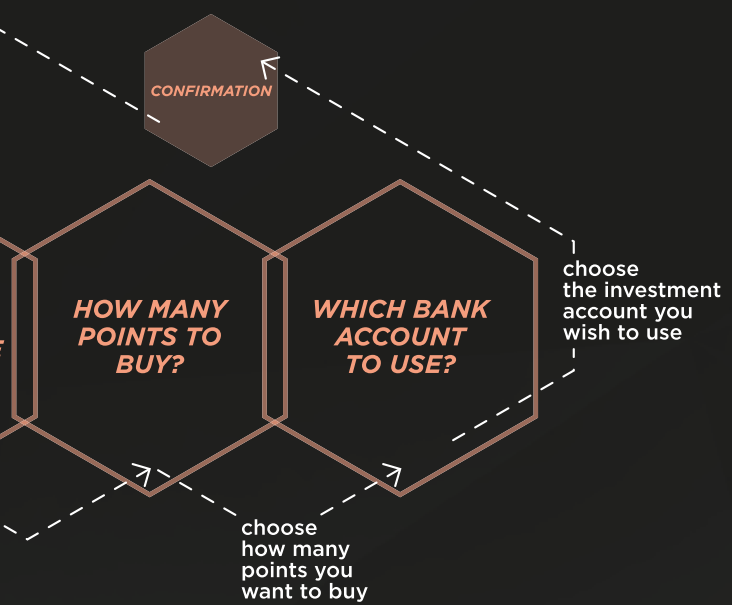 CONFIRMATION
HOW MANY
POINTS TO
BUY?
WHICH BANK
ACCOUNT
TO USE?
choose
the investment
account you
wish to use
choose
how many
points you
want to buy